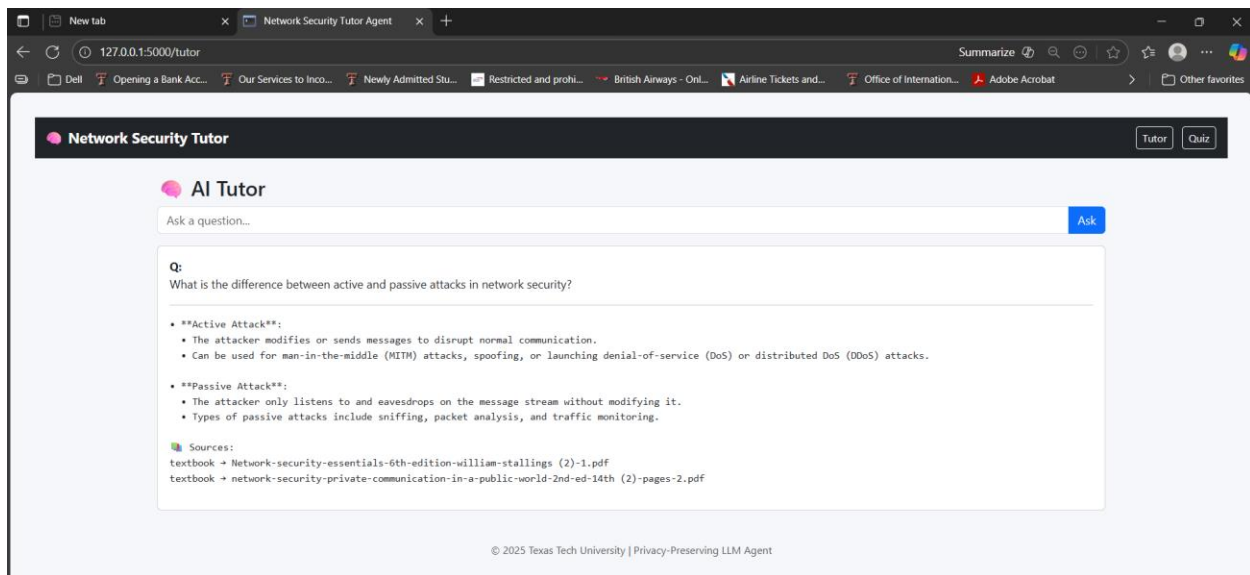 New tab
Network Security Tutor Agent
127.0.0.1:5000/tutor
Summarize
Dell
Opening a Bank Acc...
Our Services to Inco...
Newly Admitted Stu...
Restricted and prohi...
British Airways - Onl...
Airline Tickets and...
Office of Internation...
Adobe Acrobat
Other favorites
Network Security Tutor
Tutor
Quiz
AI Tutor
Ask a question...
Ask
Q:
What is the difference between active and passive attacks in network security?
• **Active Attack**:
• The attacker modifies or sends messages to disrupt normal communication.
• Can be used for man-in-the-middle (MITM) attacks, spoofing, or launching denial-of-service (DoS) or distributed DoS (DDoS) attacks.
• **Passive Attack**:
• The attacker only listens to and eavesdrops on the message stream without modifying it.
• Types of passive attacks include sniffing, packet analysis, and traffic monitoring.
📚 Sources:
textbook → Network-security-essentials-6th-edition-william-stallings (2)-1.pdf
textbook → network-security-private-communication-in-a-public-world-2nd-ed-14th (2)-pages-2.pdf
© 2025 Texas Tech University | Privacy-Preserving LLM Agent